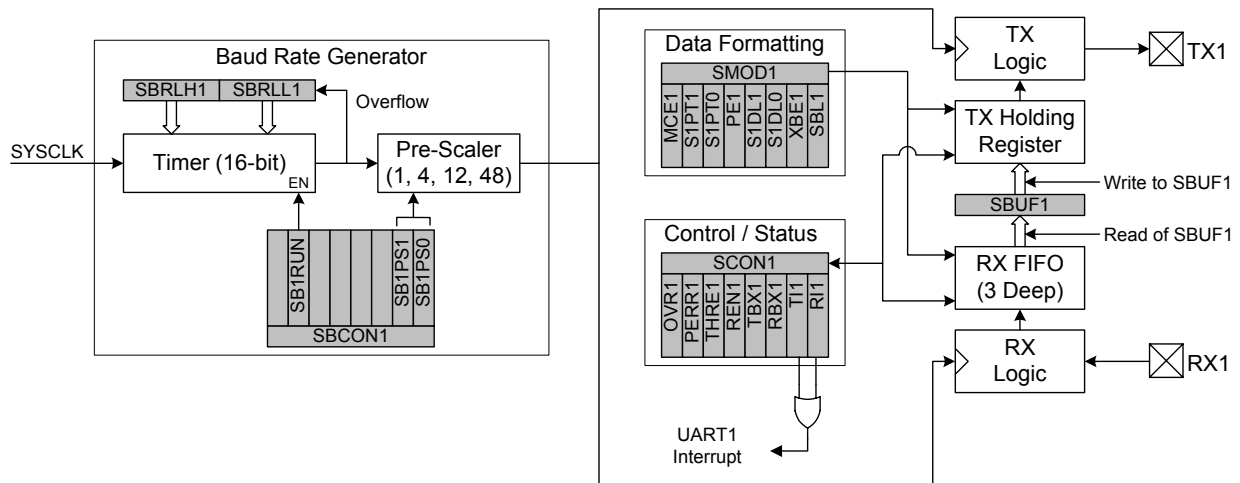 Baud Rate Generator
SBRLH1
SBRLL1
Overflow
SYSCLK
Timer (16-bit)
EN
Pre-Scaler
(1, 4, 12, 48)
SB1RUN
SB1PS1
SB1PS0
SBCON1
Data Formatting
SMOD1
MCE1
S1PT1
S1PT0
PE1
S1DL1
S1DL0
XBE1
SBL1
Control / Status
SCON1
OVR1
PERR1
THRE1
REN1
TBX1
RBX1
TI1
RI1
UART1
Interrupt
TX
Logic
TX1
TX Holding
Register
Write to SBUF1
SBUF1
Read of SBUF1
RX FIFO
(3 Deep)
RX
Logic
RX1